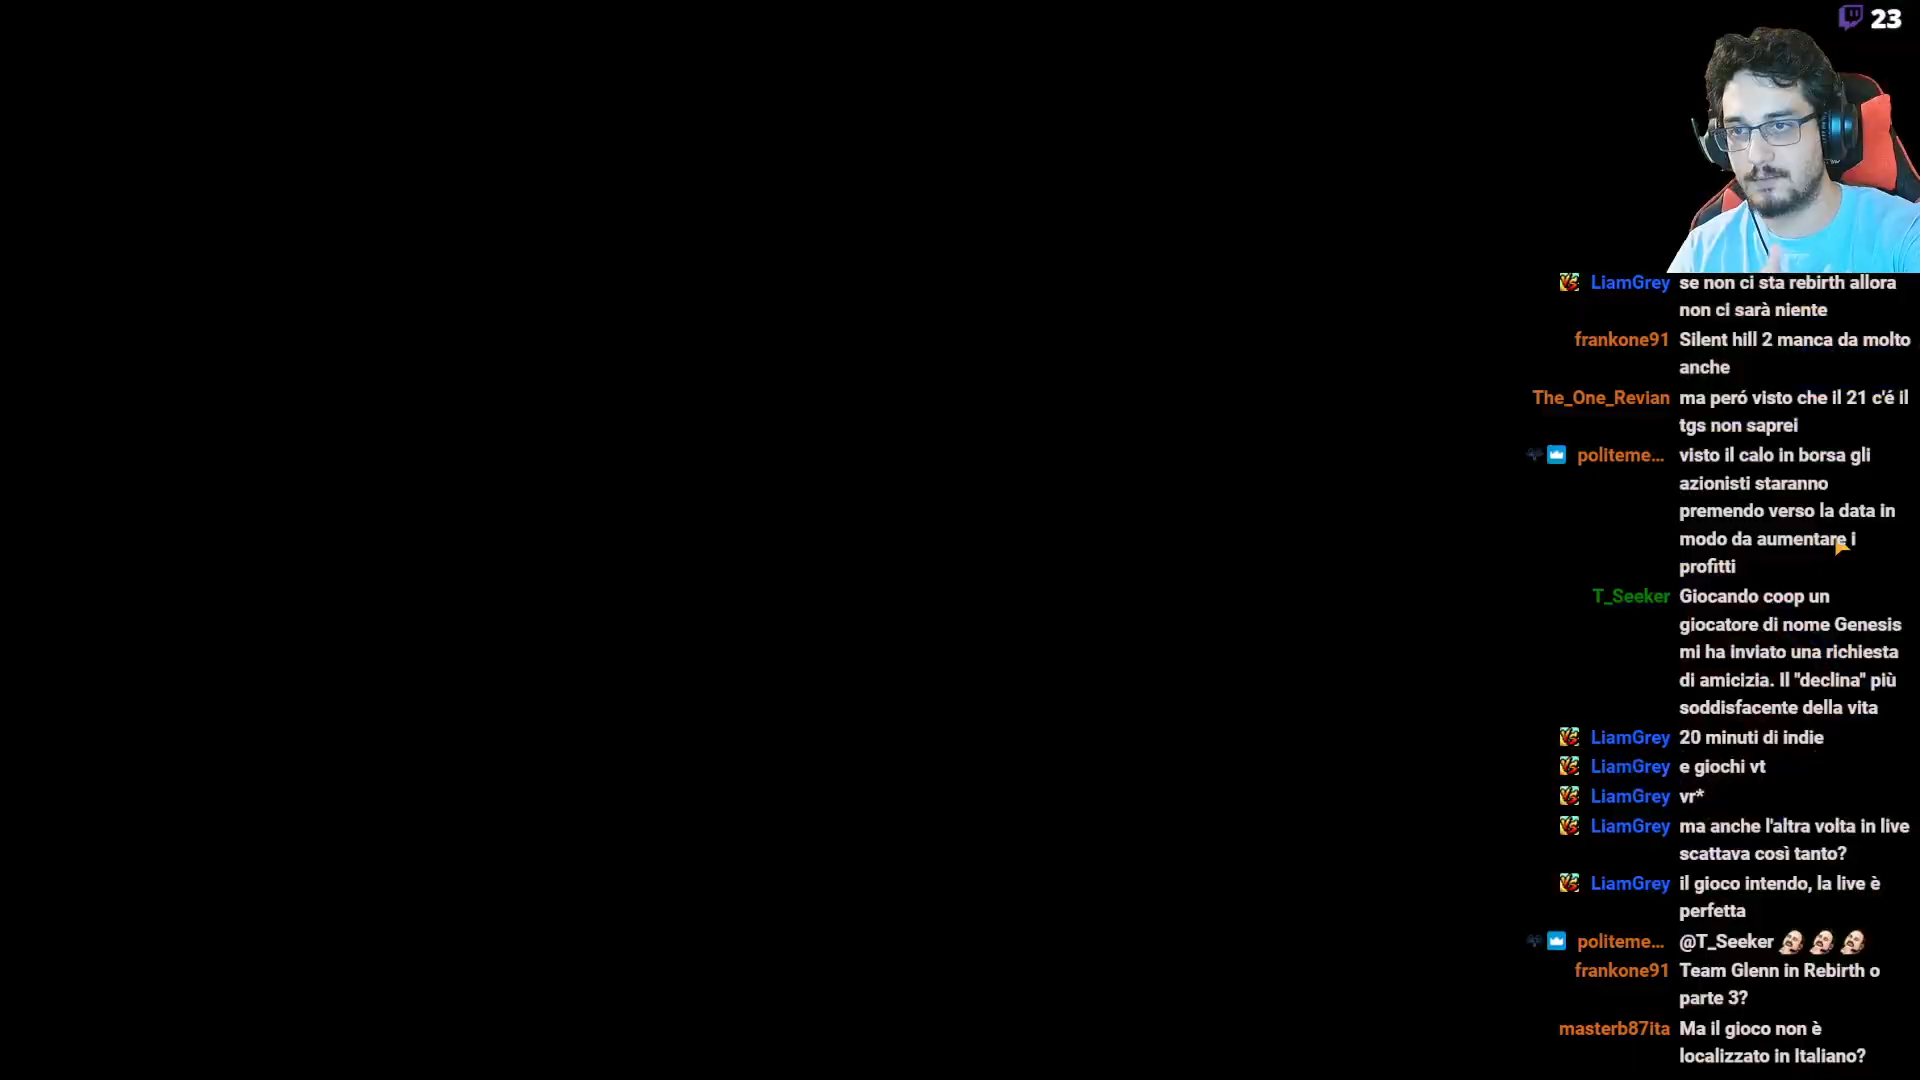 23
LiamGrey se non ci sta rebirth allora
non ci sarà niente
frankone91 Silent hill 2 manca da molto
anche
The_One_Revian ma peró visto che il 21 c'é il
tgs non saprei
politeme... visto il calo in borsa gli
azionisti staranno
premendo verso la data in
modo da aumentare i
profitti
T_Seeker Giocando coop un
giocatore di nome Genesis
mi ha inviato una richiesta
di amicizia. Il "declina" più
soddisfacente della vita
LiamGrey 20 minuti di indie
LiamGrey e giochi vt
LiamGrey vr*
LiamGrey ma anche l'altra volta in live
scattava così tanto?
LiamGrey il gioco intendo, la live è
perfetta
politeme... @T_Seeker
frankone91 Team Glenn in Rebirth o
parte 3?
masterb87ita Ma il gioco non è
localizzato in Italiano?